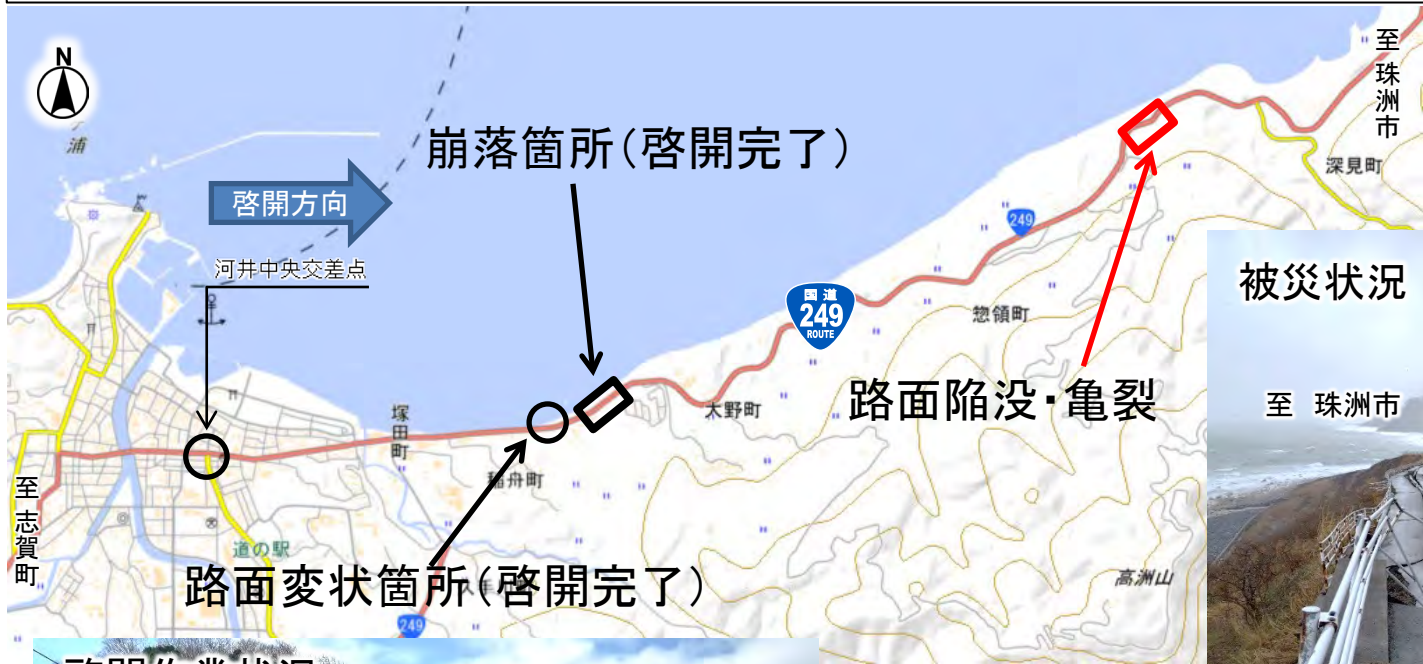 N
浦
啓開方向
河井中央交差点
崩落箇所(啓開完了)
至 珠洲市
深見町
249
国道
249
ROUTE
惣領町
被災状況
至 珠洲市
路面陥没・亀裂
大野町
塚田町
稲舟町
至 志賀町
道の駅
路面変状箇所(啓開完了)
高洲山
249